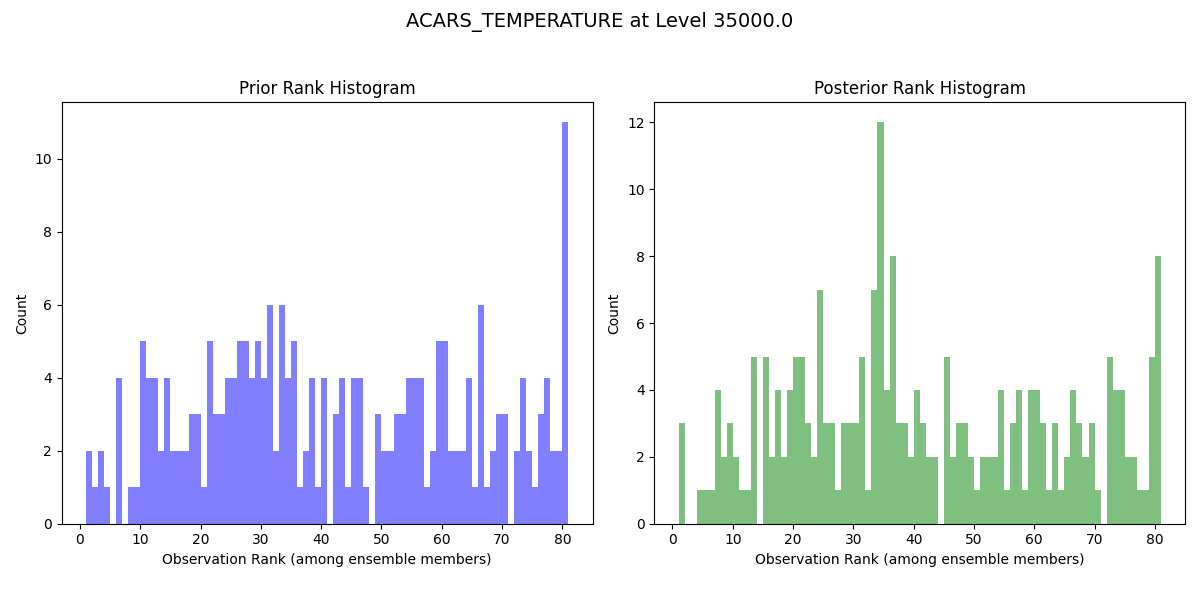 ACARS_TEMPERATURE at Level 35000.0
Prior Rank Histogram
Count
10
8
6
4
2
0
0 10 20 30 40 50 60 70 80
Observation Rank (among ensemble members)
Posterior Rank Histogram
Count
12
10
8
6
4
2
0
0 10 20 30 40 50 60 70 80
Observation Rank (among ensemble members)